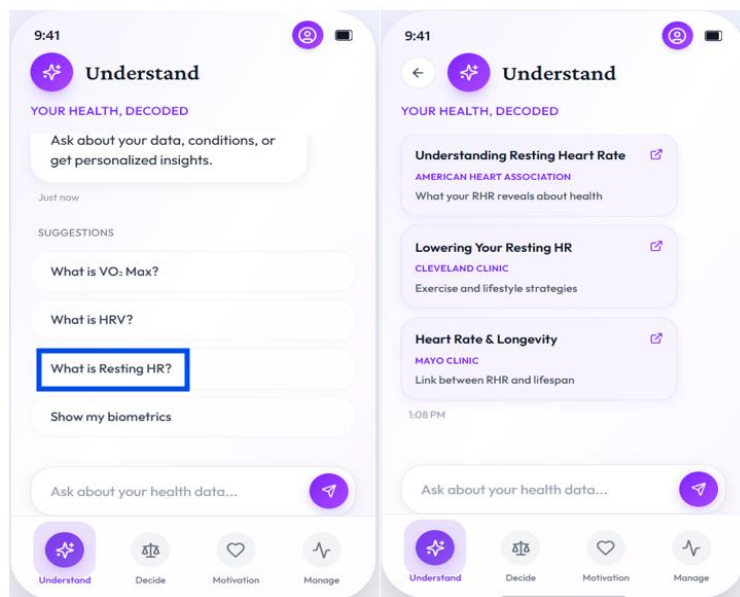 9:41
Understand
YOUR HEALTH, DECODED
Ask about your data, conditions, or
get personalized insights.
Just now
SUGGESTIONS
What is VO₂ Max?
What is HRV?
What is Resting HR?
Show my biometrics
Ask about your health data...
Understand
Decide
Motivation
Manage
9:41
Understand
YOUR HEALTH, DECODED
Understanding Resting Heart Rate
AMERICAN HEART ASSOCIATION
What your RHR reveals about health
Lowering Your Resting HR
CLEVELAND CLINIC
Exercise and lifestyle strategies
Heart Rate & Longevity
MAYO CLINIC
Link between RHR and lifespan
1:08 PM
Ask about your health data...
Understand
Decide
Motivation
Manage